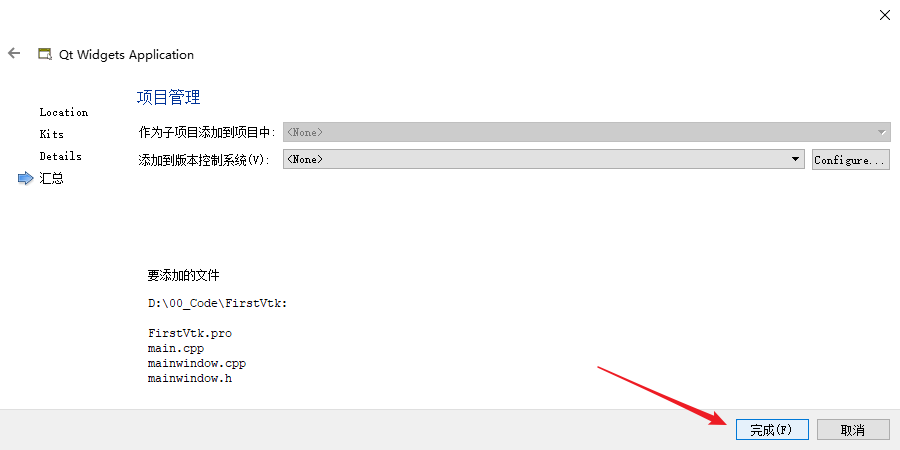 Qt Widgets Application
Location
Kits
Details
汇总
项目管理
作为子项目添加到项目中: <None>
添加到版本控制系统(V): <None> Configure...
要添加的文件
D:\00_Code\FirstVtk:
FirstVtk.pro
main.cpp
mainwindow.cpp
mainwindow.h
完成(F) 取消